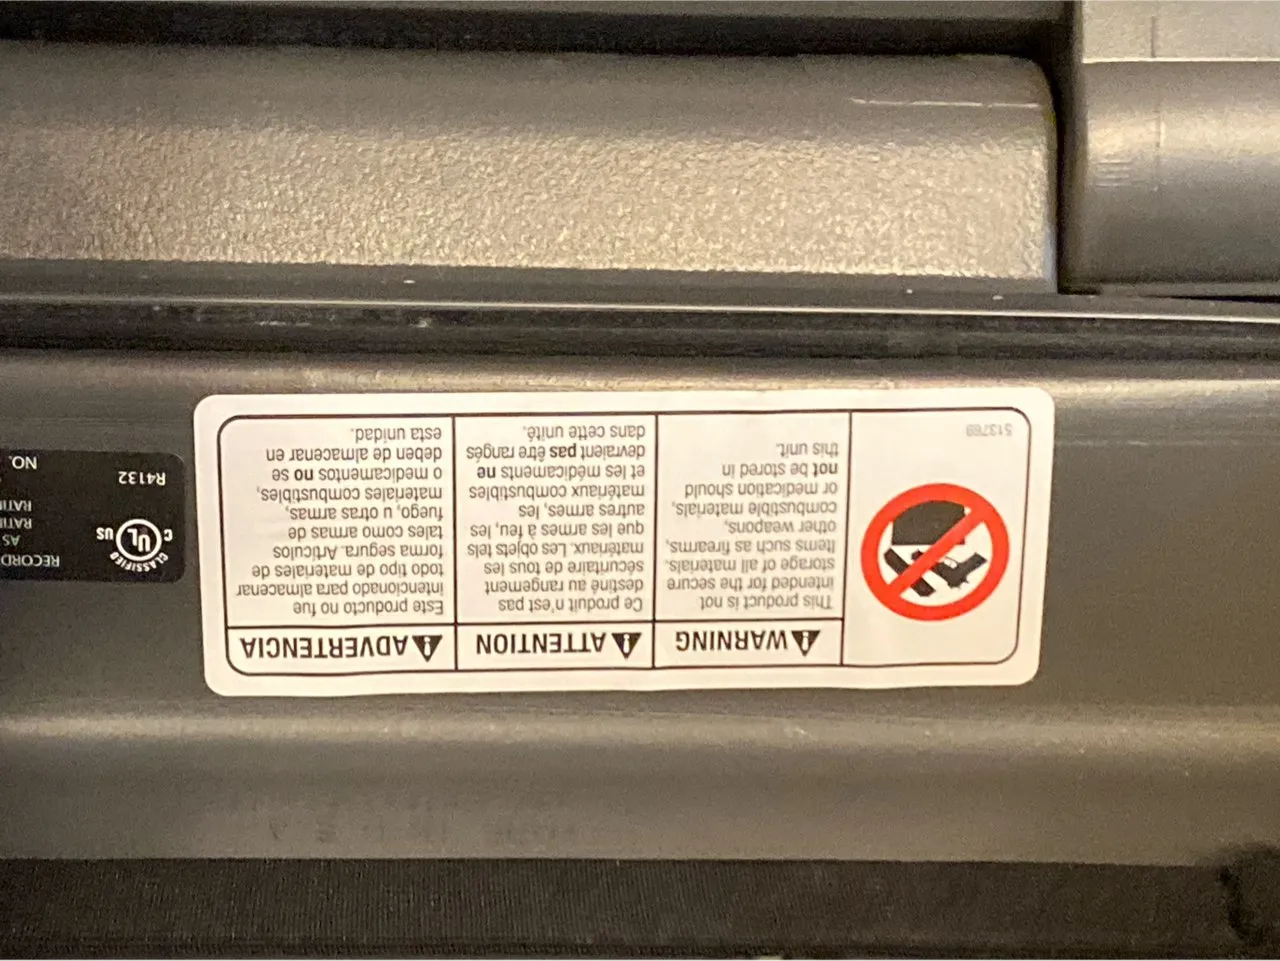 513769
WARNING
This product is not
intended for the secure
storage of all materials.
Items such as firearms,
other weapons,
combustible materials,
or medication should
not be stored in
this unit.
ATTENTION
Ce produit n'est pas
destiné au rangement
sécuritaire de tous les
matériaux. Les objets tels
que les armes à feu, les
autres armes, les
matériaux combustibles
et les médicaments ne
devraient pas être rangés
dans cette unité.
ADVERTENCIA
Este producto no fue
intencionado para almacenar
todo tipo de materiales de
forma segura. Artículos
tales como armas de
fuego, u otras armas,
materiales combustibles,
o medicamentos no se
deben de almacenar en
esta unidad.
CLASSIFIED
C UL US
R4132
RECORD
AS
NO.